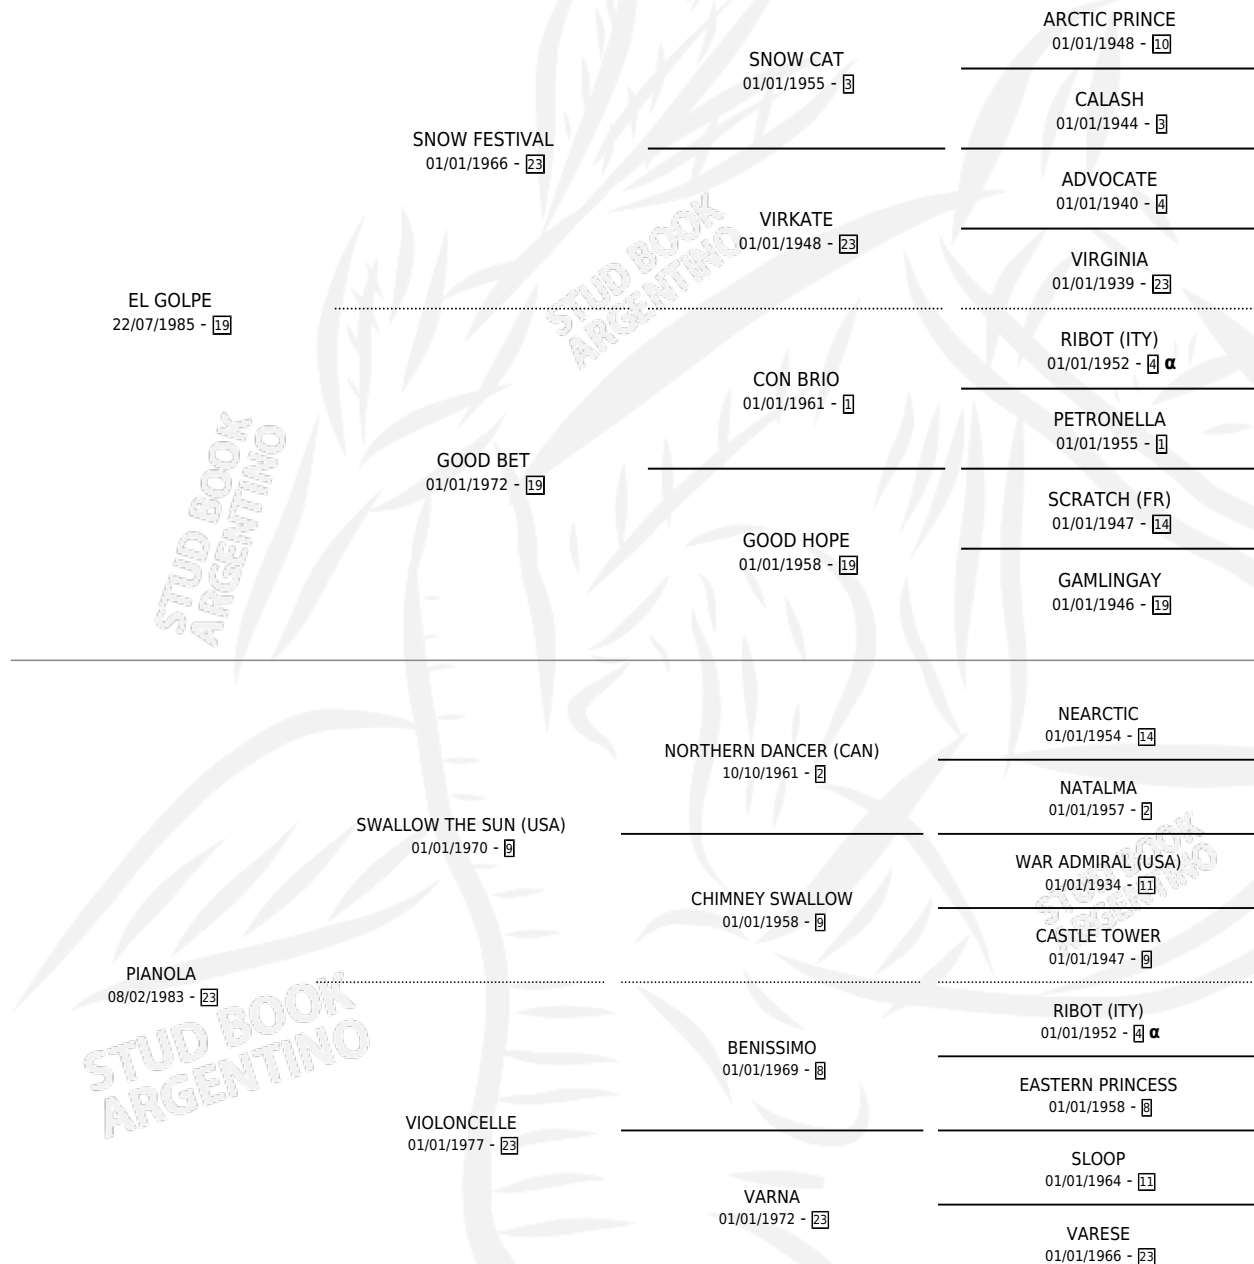 ARCTIC PRINCE
01/01/1948 - 10
SNOW CAT
01/01/1955 - 3
CALASH
01/01/1944 - 3
SNOW FESTIVAL
01/01/1966 - 23
ADVOCATE
01/01/1940 - 4
VIRKATE
01/01/1948 - 23
VIRGINIA
01/01/1939 - 23
EL GOLPE
22/07/1985 - 19
RIBOT (ITY)
01/01/1952 - 4 α
CON BRIO
01/01/1961 - 1
PETRONELLA
01/01/1955 - 1
GOOD BET
01/01/1972 - 19
SCRATCH (FR)
01/01/1947 - 14
GOOD HOPE
01/01/1958 - 19
GAMLINGAY
01/01/1946 - 19
NEARCTIC
01/01/1954 - 14
NORTHERN DANCER (CAN)
10/10/1961 - 2
NATALMA
01/01/1957 - 2
SWALLOW THE SUN (USA)
01/01/1970 - 9
WAR ADMIRAL (USA)
01/01/1934 - 11
CHIMNEY SWALLOW
01/01/1958 - 9
CASTLE TOWER
01/01/1947 - 9
PIANOLA
08/02/1983 - 23
RIBOT (ITY)
01/01/1952 - 4 α
BENISSIMO
01/01/1969 - 8
EASTERN PRINCESS
01/01/1958 - 8
VIOLONCELLE
01/01/1977 - 23
SLOOP
01/01/1964 - 11
VARNA
01/01/1972 - 23
VARESE
01/01/1966 - 23
STUD BOOK
ARGENTINO
STUD BOOK
ARGENTINO
STUD BOOK
ARGENTINO
STUD BOOK
ARGENTINO